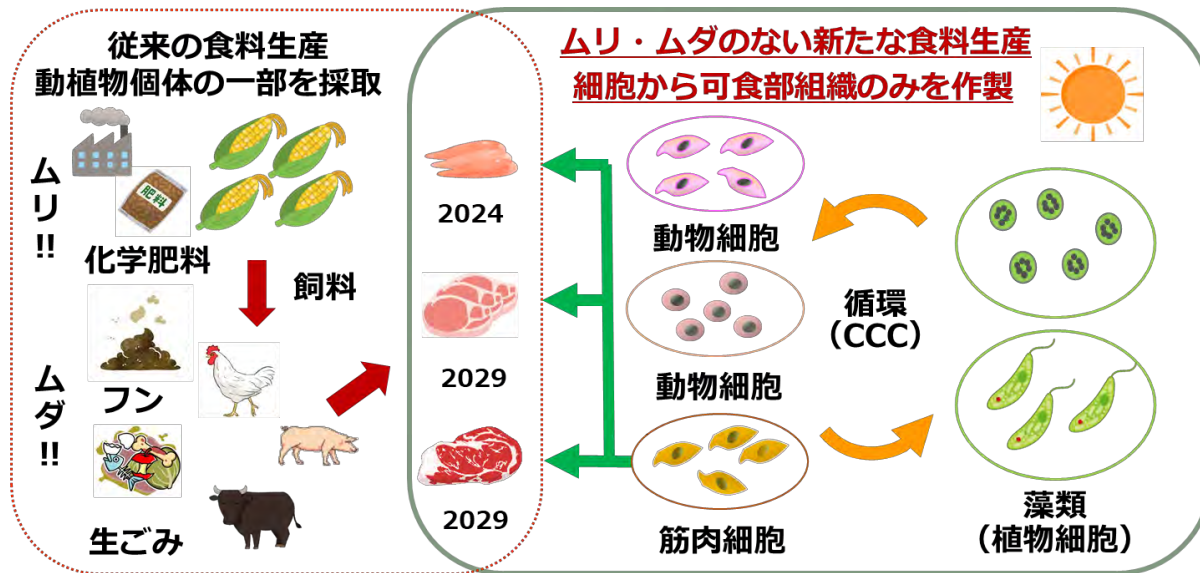 従来の食料生産
動植物個体の一部を採取
ムリ!!
肥料
化学肥料
飼料
ムダ!!
フン
生ごみ
ムリ・ムダのない新たな食料生産
細胞から可食部組織のみを作製
2024
2029
2029
動物細胞
動物細胞
筋肉細胞
循環
（CCC）
藻類
（植物細胞）